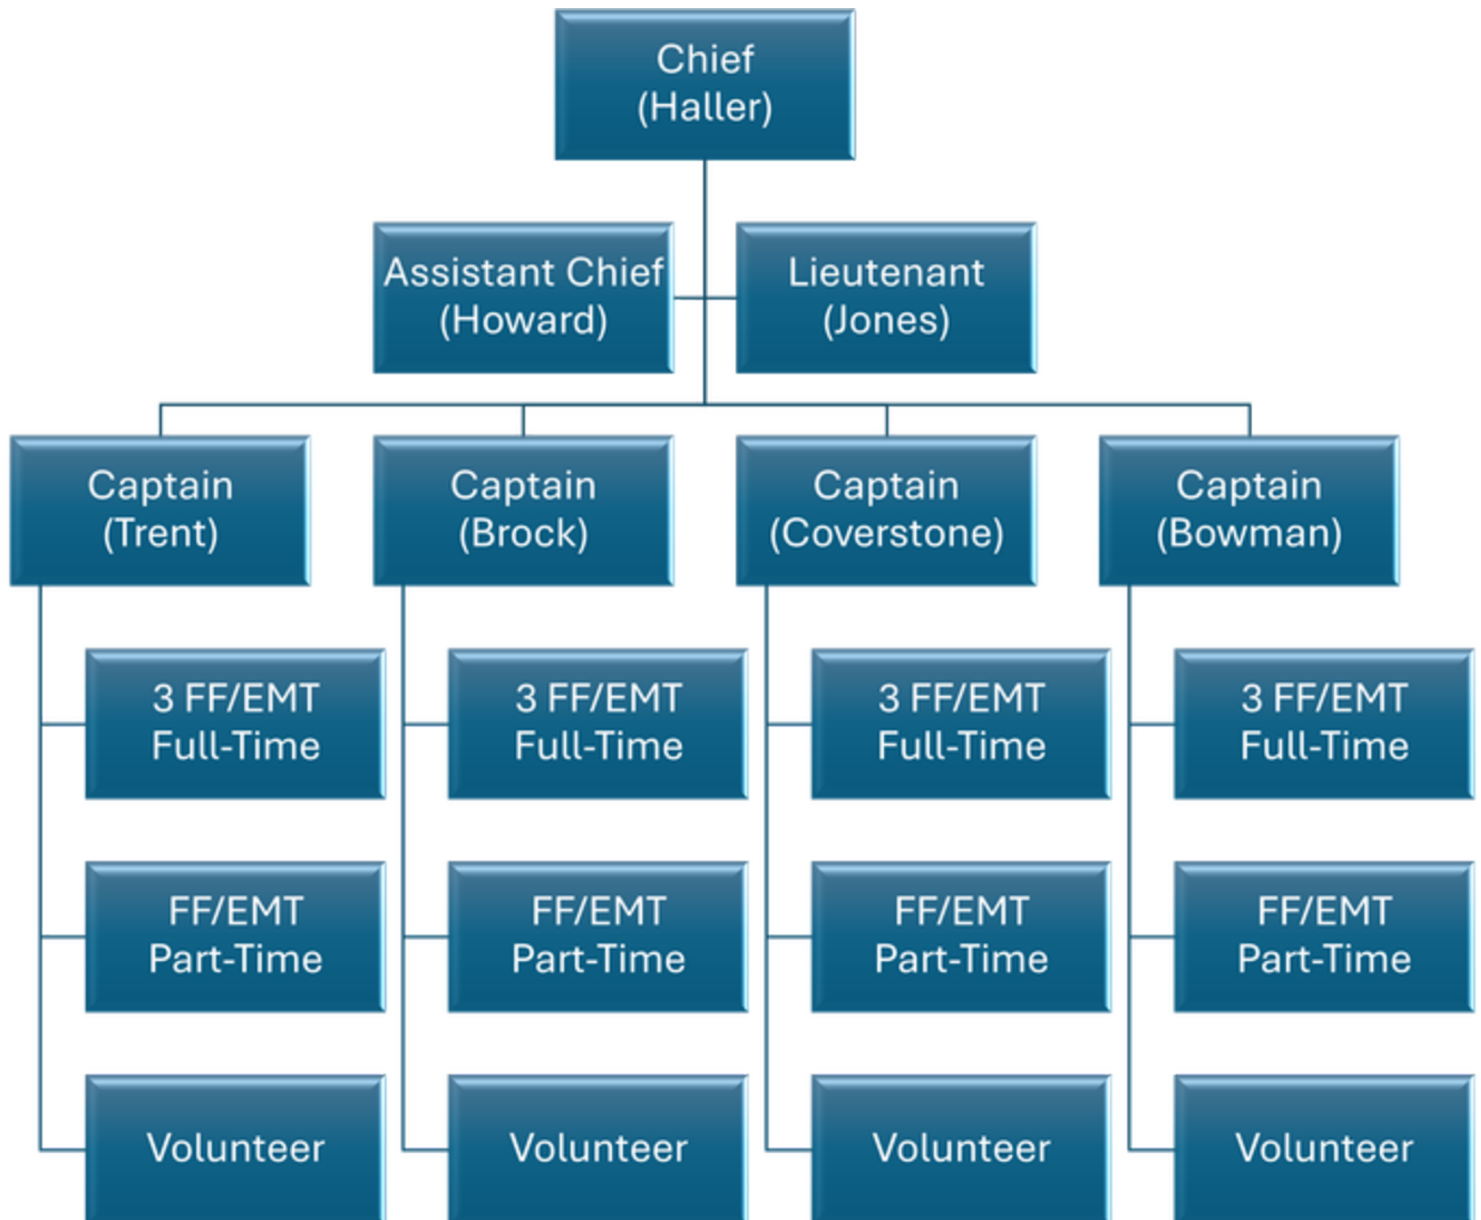 Chief
(Haller)
Assistant Chief
(Howard)
Lieutenant
(Jones)
Captain
(Trent)
Captain
(Brock)
Captain
(Coverstone)
Captain
(Bowman)
3 FF/EMT
Full-Time
3 FF/EMT
Full-Time
3 FF/EMT
Full-Time
3 FF/EMT
Full-Time
FF/EMT
Part-Time
FF/EMT
Part-Time
FF/EMT
Part-Time
FF/EMT
Part-Time
Volunteer
Volunteer
Volunteer
Volunteer